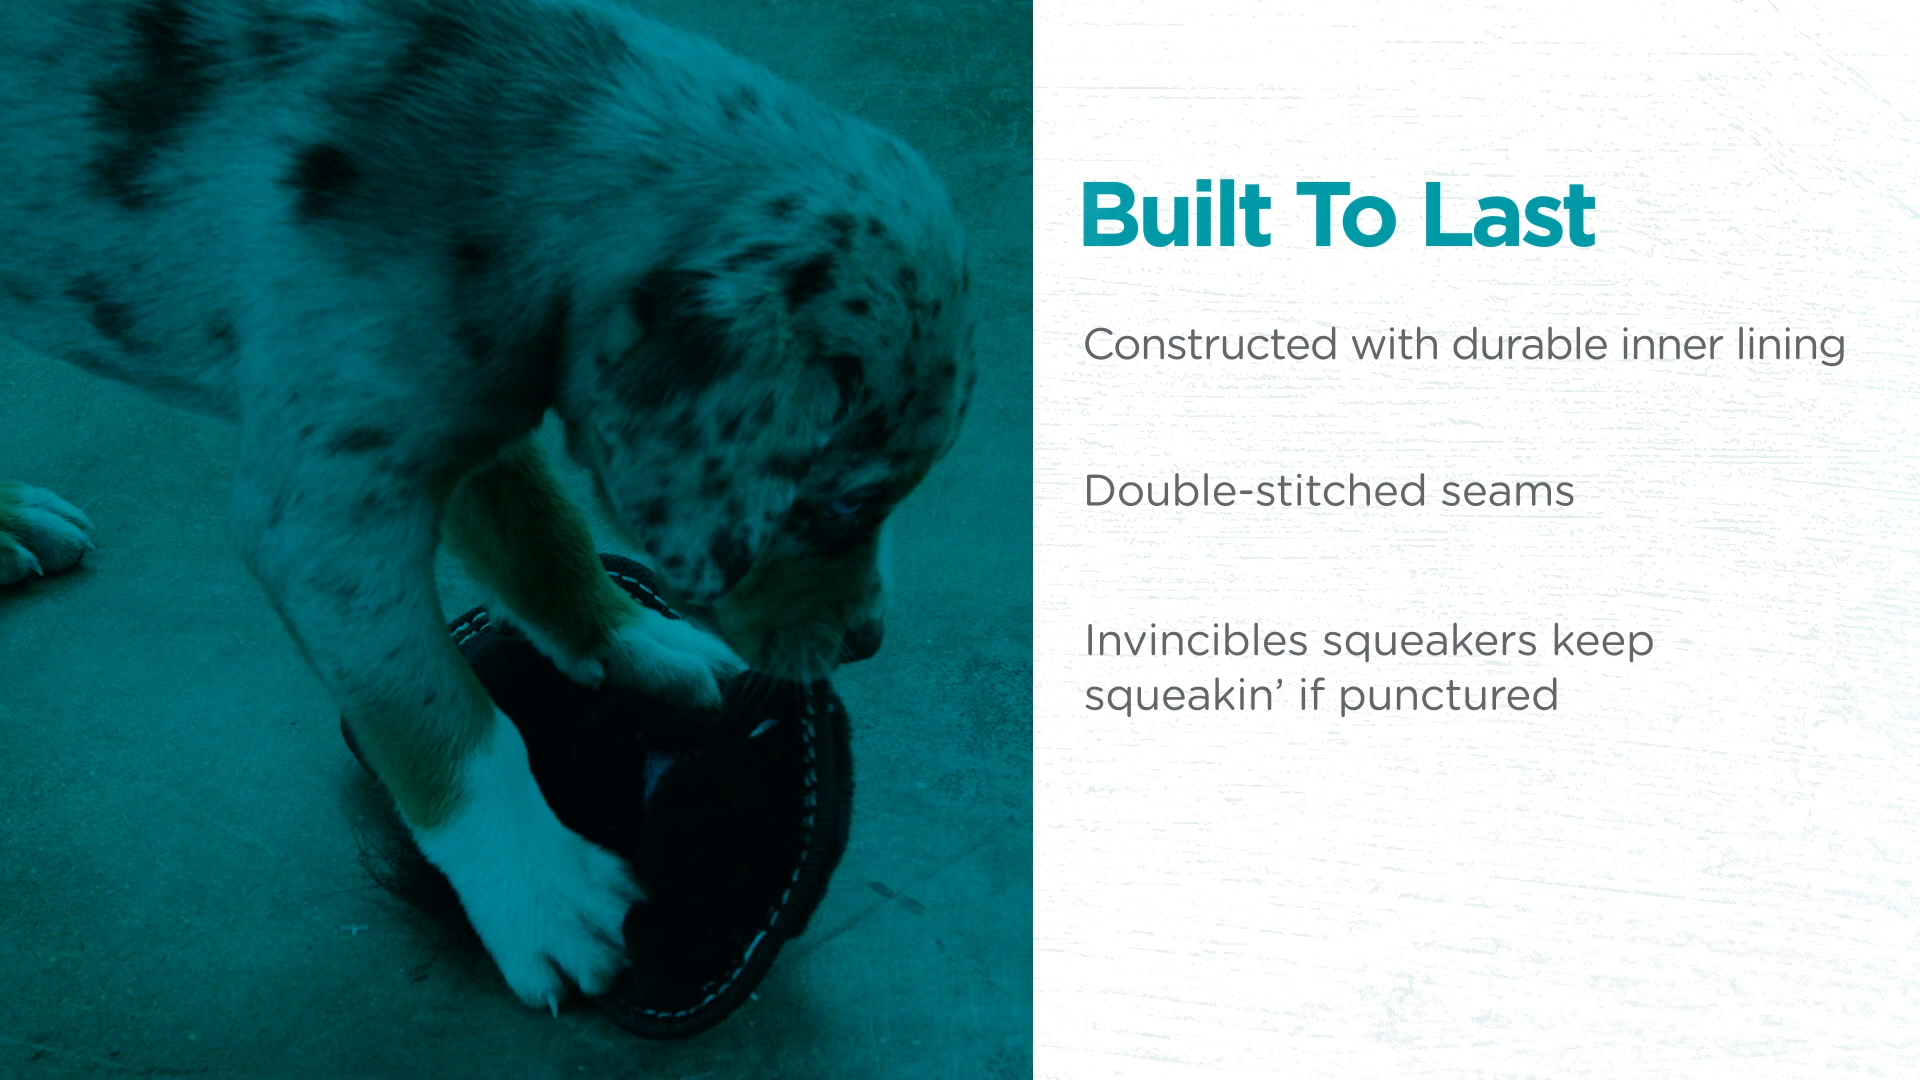 Built To Last
Constructed with durable inner lining
Double-stitched seams
Invincibles squeakers keep
squeakin’ if punctured